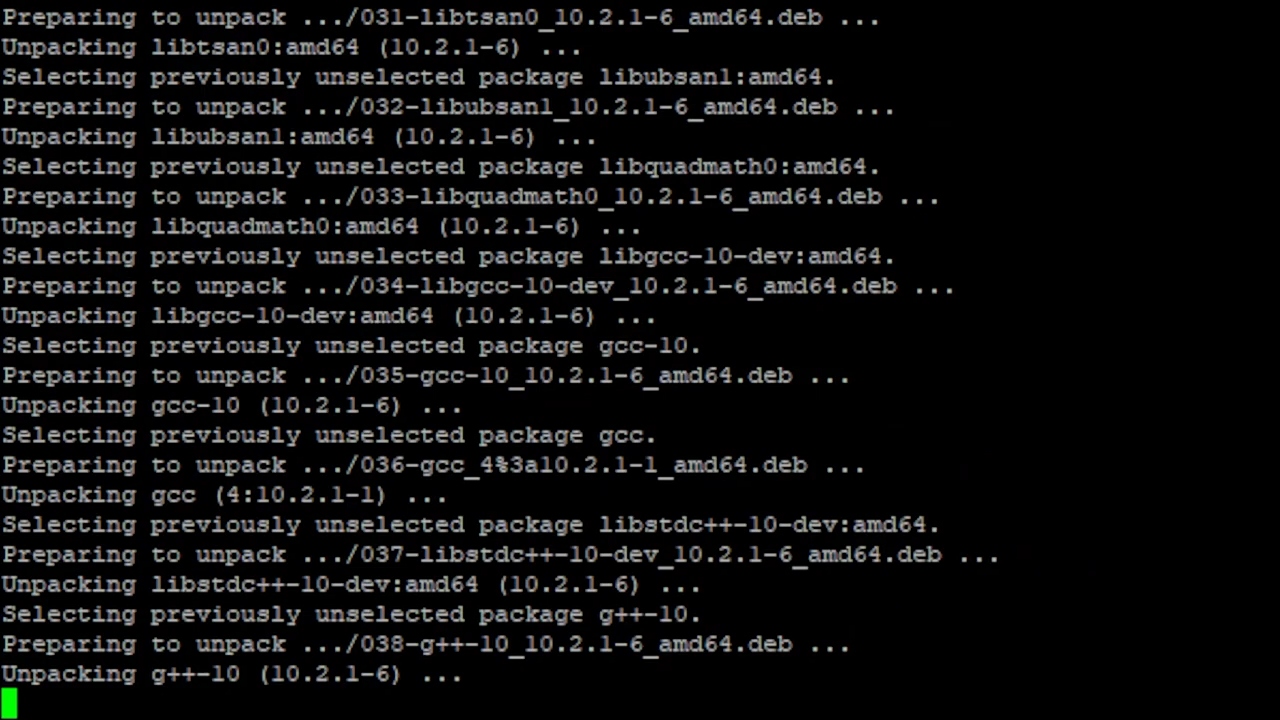 Preparing to unpack .../031-libtsan0_10.2.1-6_amd64.deb ...
Unpacking libtsan0:amd64 (10.2.1-6) ...
Selecting previously unselected package libubsan1:amd64.
Preparing to unpack .../032-libubsan1_10.2.1-6_amd64.deb ...
Unpacking libubsan1:amd64 (10.2.1-6) ...
Selecting previously unselected package libquadmath0:amd64.
Preparing to unpack .../033-libquadmath0_10.2.1-6_amd64.deb ...
Unpacking libquadmath0:amd64 (10.2.1-6) ...
Selecting previously unselected package libgcc-10-dev:amd64.
Preparing to unpack .../034-libgcc-10-dev_10.2.1-6_amd64.deb ...
Unpacking libgcc-10-dev:amd64 (10.2.1-6) ...
Selecting previously unselected package gcc-10.
Preparing to unpack .../035-gcc-10_10.2.1-6_amd64.deb ...
Unpacking gcc-10 (10.2.1-6) ...
Selecting previously unselected package gcc.
Preparing to unpack .../036-gcc_4%3a10.2.1-1_amd64.deb ...
Unpacking gcc (4:10.2.1-1) ...
Selecting previously unselected package libstdc++-10-dev:amd64.
Preparing to unpack .../037-libstdc++-10-dev_10.2.1-6_amd64.deb ...
Unpacking libstdc++-10-dev:amd64 (10.2.1-6) ...
Selecting previously unselected package g++-10.
Preparing to unpack .../038-g++-10_10.2.1-6_amd64.deb ...
Unpacking g++-10 (10.2.1-6) ...